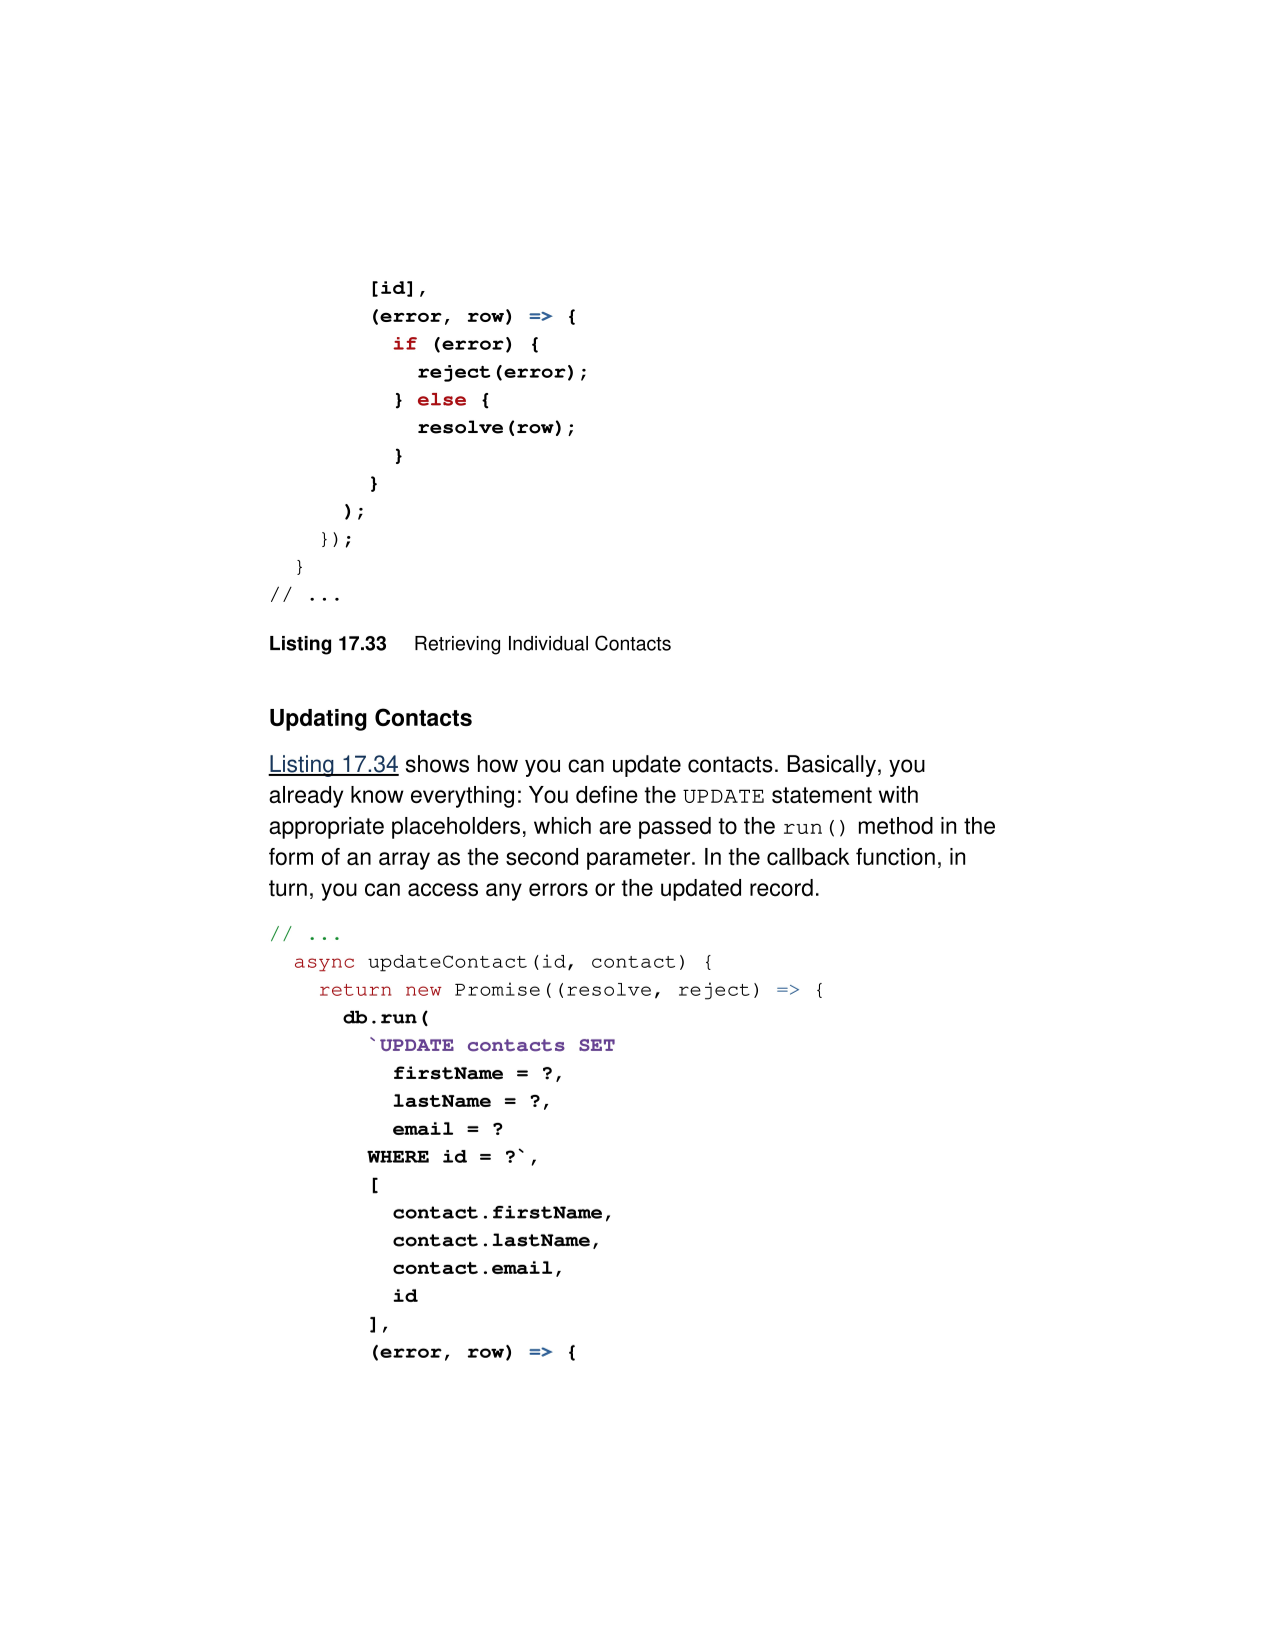 [id],
        (error, row) => {
          if (error) {
            reject(error);
          } else {
            resolve(row);
          }
        }
      );
    });
  }
// ...
Listing 17.33 Retrieving Individual Contacts
Updating Contacts
Listing 17.34 shows how you can update contacts. Basically, you
already know everything: You define the UPDATE statement with
appropriate placeholders, which are passed to the run() method in the
form of an array as the second parameter. In the callback function, in
turn, you can access any errors or the updated record.
// ...
  async updateContact(id, contact) {
    return new Promise((resolve, reject) => {
      db.run(
        `UPDATE contacts SET
          firstName = ?,
          lastName = ?,
          email = ?
        WHERE id = ?`,
        [
          contact.firstName,
          contact.lastName,
          contact.email,
          id
        ],
        (error, row) => {